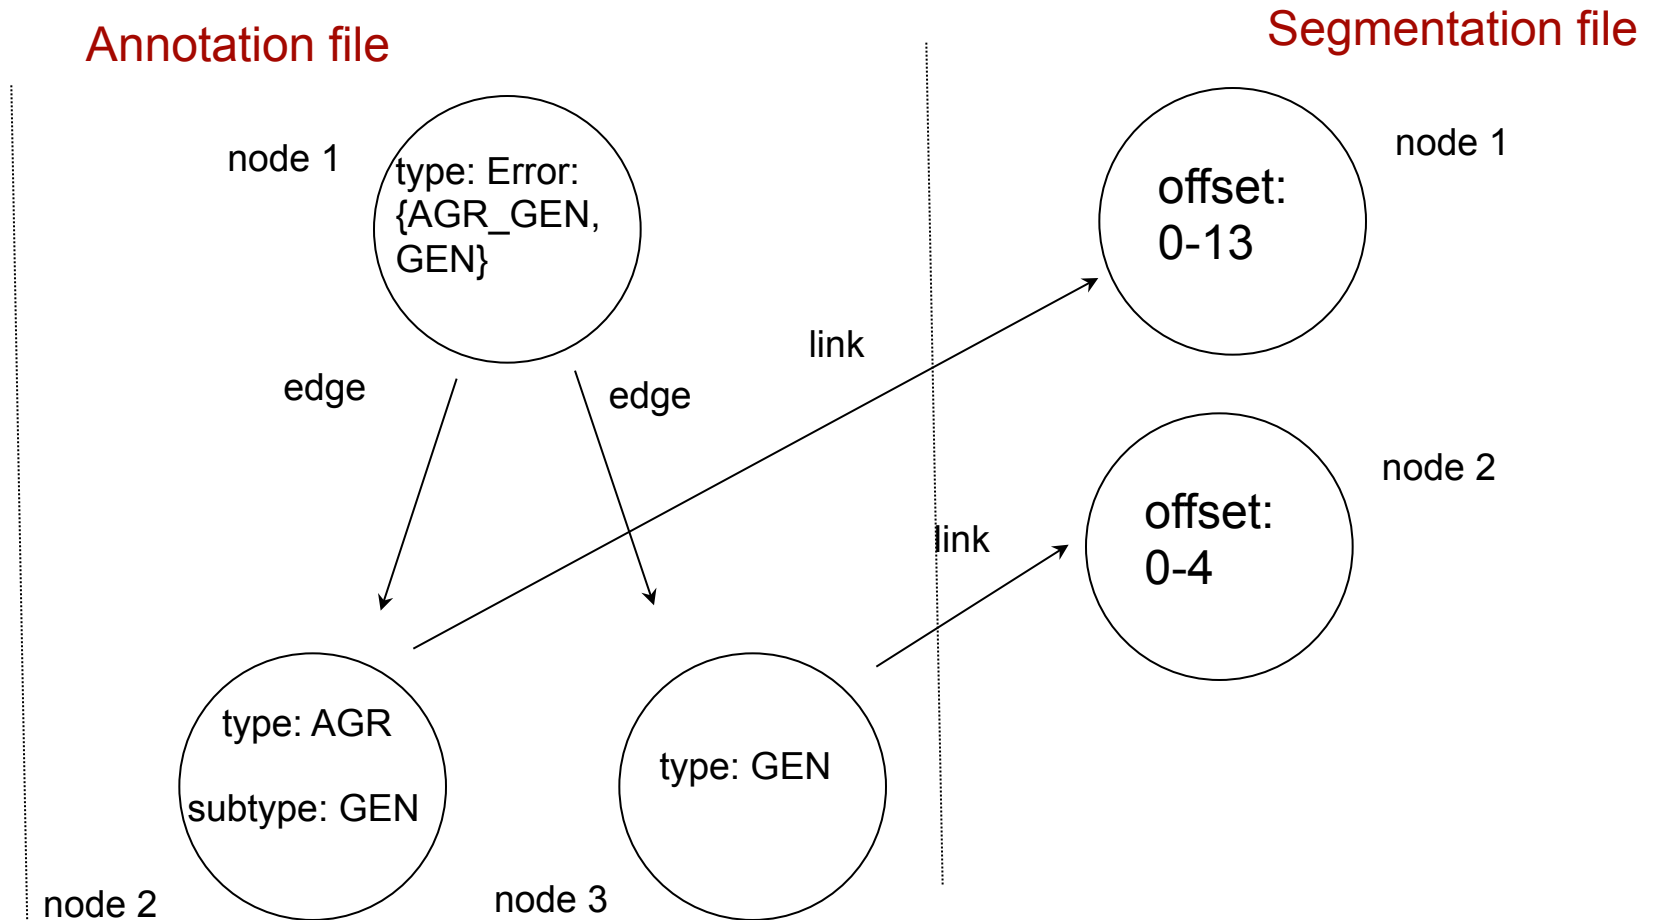 Annotation file
Segmentation file
node 1
type: Error:
{AGR_GEN,
GEN}
node 1
offset:
0-13
link
edge
edge
node 2
offset:
0-4
link
type: AGR
subtype: GEN
type: GEN
node 2
node 3